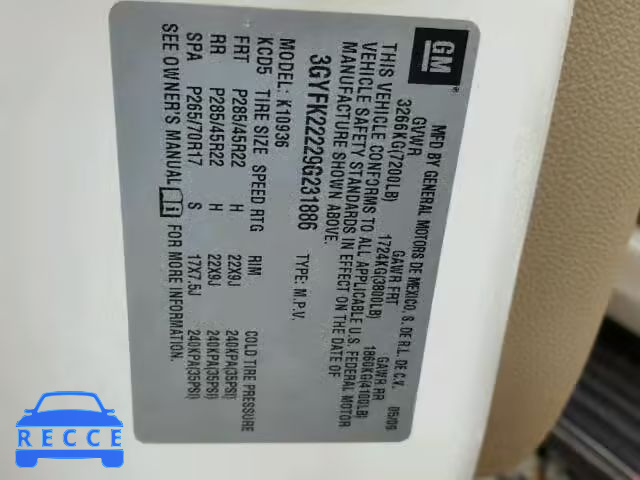 GM ®
MFD BY GENERAL MOTORS DE MEXICO, S. DE R.L. DE C.V. 05/09
GVWR GAWR FRT GAWR RR
3266KG(7200LB) 1724KG(3800LB) 1860KG(4100LB)
THIS VEHICLE CONFORMS TO ALL APPLICABLE U.S. FEDERAL MOTOR
VEHICLE SAFETY STANDARDS IN EFFECT ON THE DATE OF
MANUFACTURE SHOWN ABOVE.
3GYFK22229G231886 TYPE: M.P.V.
MODEL: K10936
KCD5 TIRE SIZE SPEED RTG RIM COLD TIRE PRESSURE
FRT P285/45R22 H 22X9J 240KPA(35PSI)
RR P285/45R22 H 22X9J 240KPA(35PSI)
SPA P285/70R17 S 17X7.5J 240KPA(35PSI)
SEE OWNER'S MANUAL FOR MORE INFORMATION.
RECCE